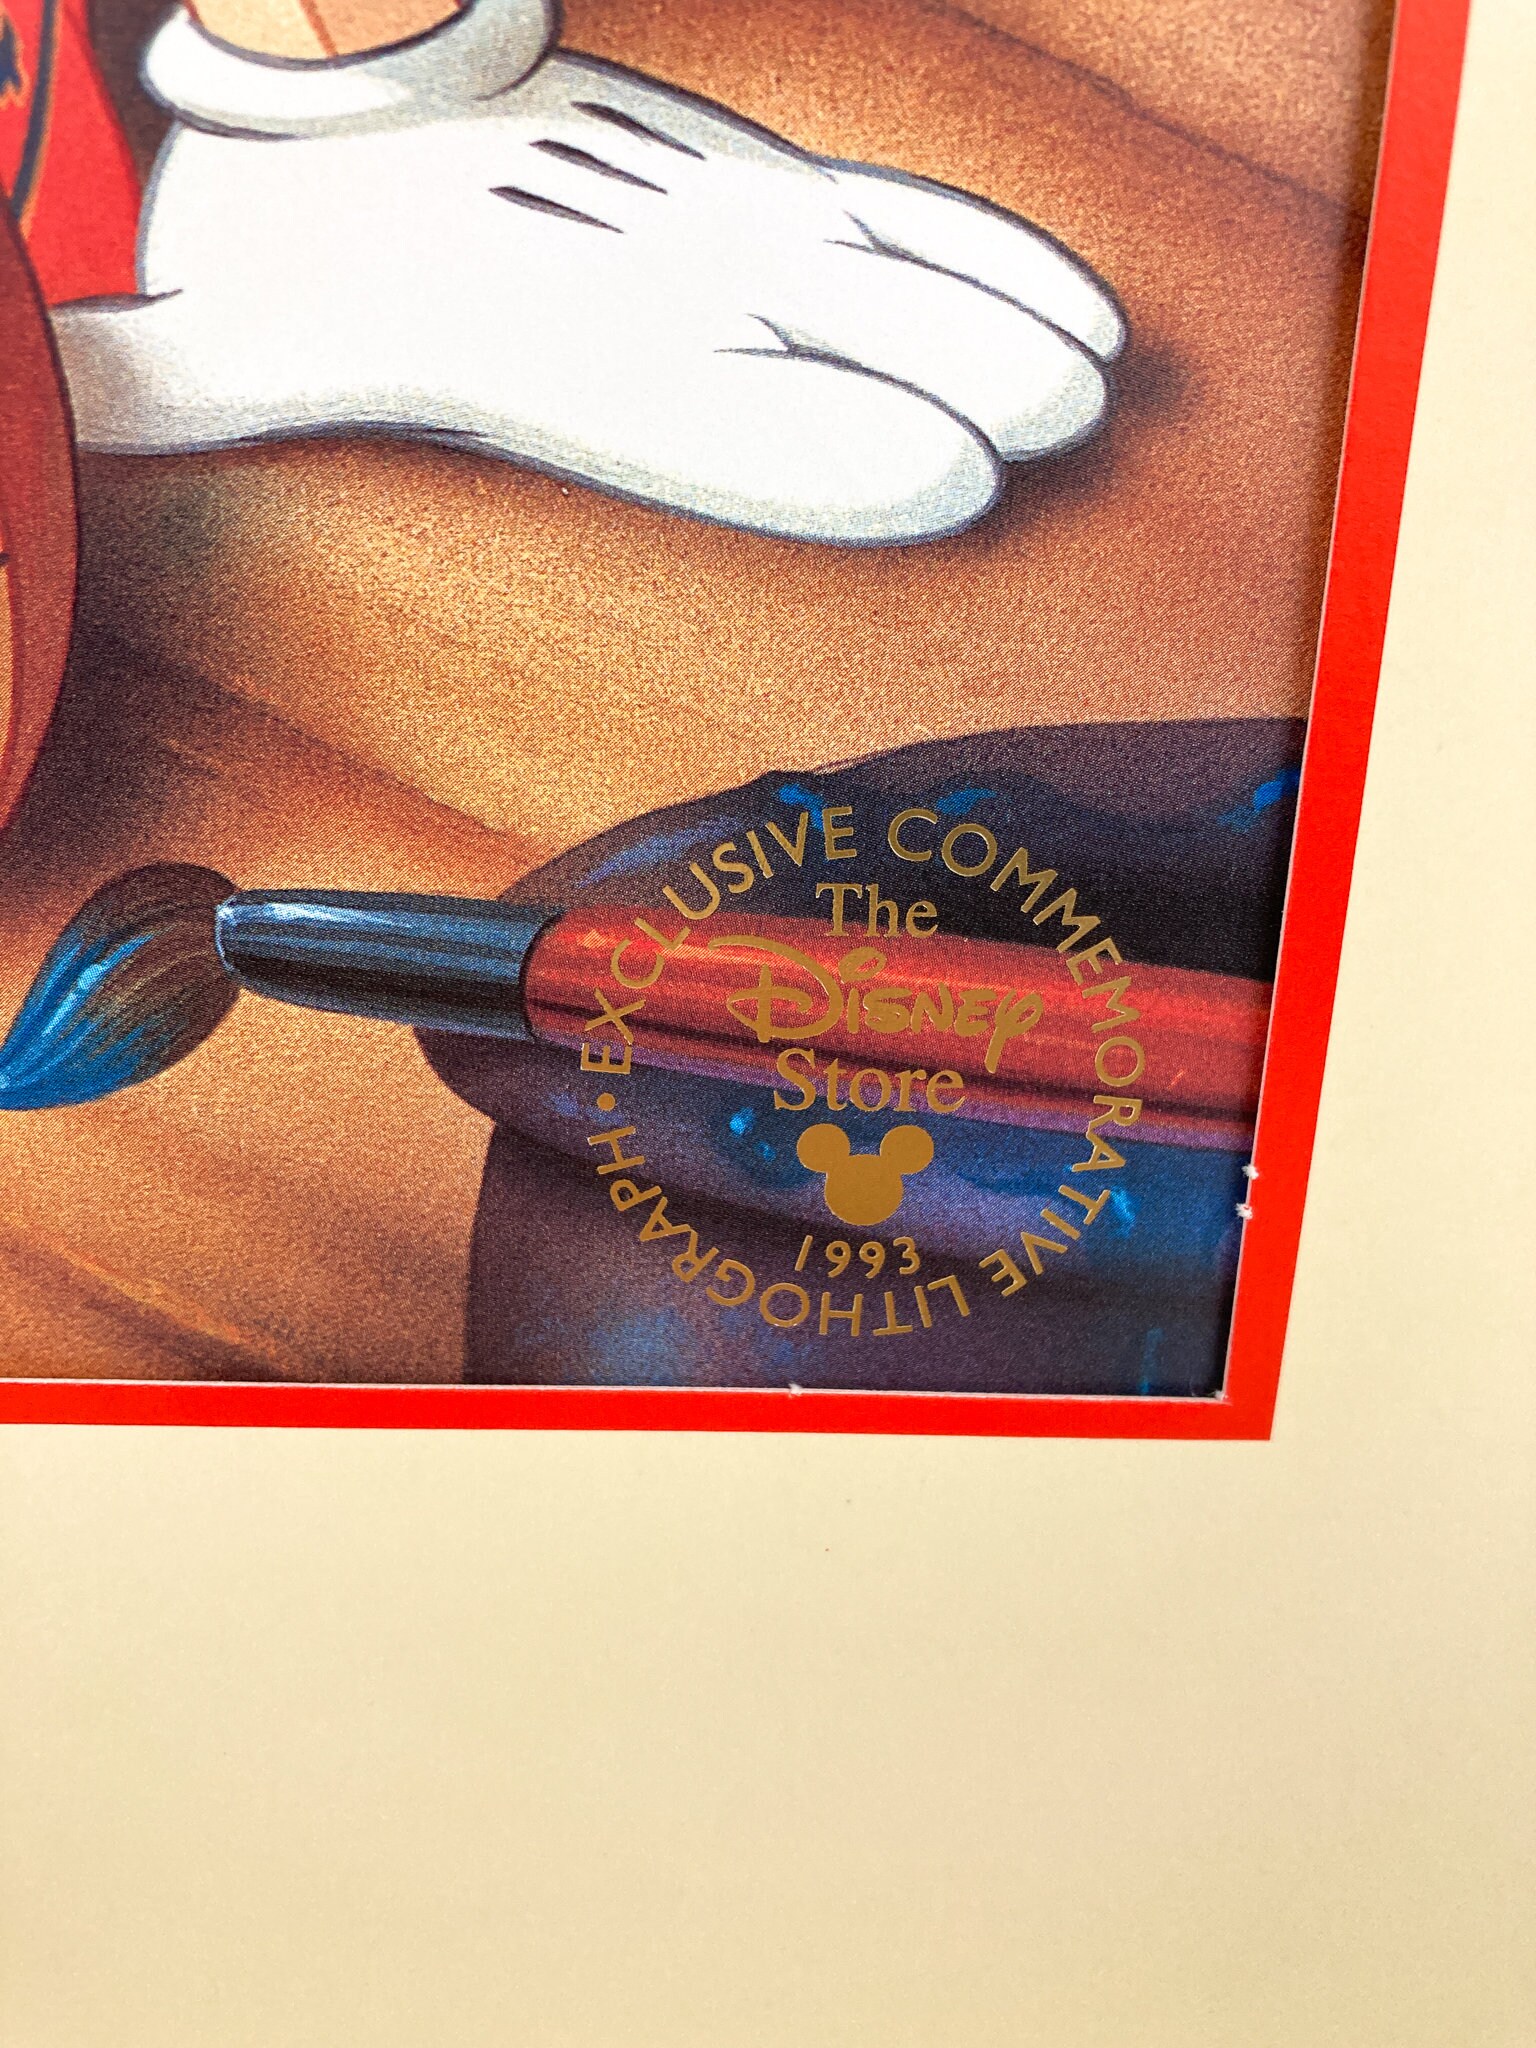 EXCLUSIVE COMMEMORATIVE LITHOGRAPH •
The
Disney
Store
1993